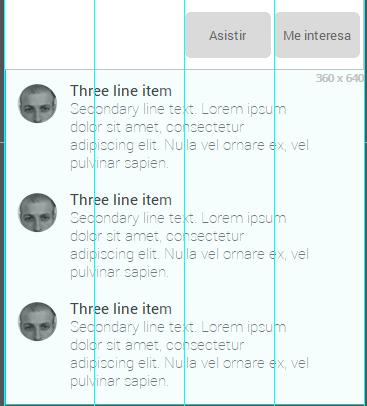 Asistir
Me interesa
360 x 640
Three line item
Secondary line text. Lorem ipsum
dolor sit amet, consectetur
adipiscing elit. Nulla vel ornare ex, vel
pulvinar sapien.
Three line item
Secondary line text. Lorem ipsum
dolor sit amet, consectetur
adipiscing elit. Nulla vel ornare ex, vel
pulvinar sapien.
Three line item
Secondary line text. Lorem ipsum
dolor sit amet, consectetur
adipiscing elit. Nulla vel ornare ex, vel
pulvinar sapien.